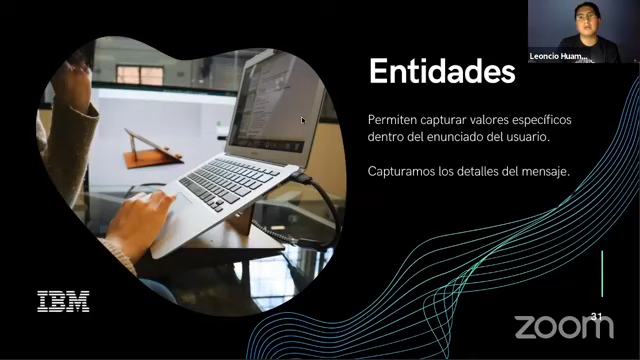 Leoncio Huam...
Entidades
Permiten capturar valores específicos
dentro del enunciado del usuario.
Capturamos los detalles del mensaje.
IBM
31
zoom